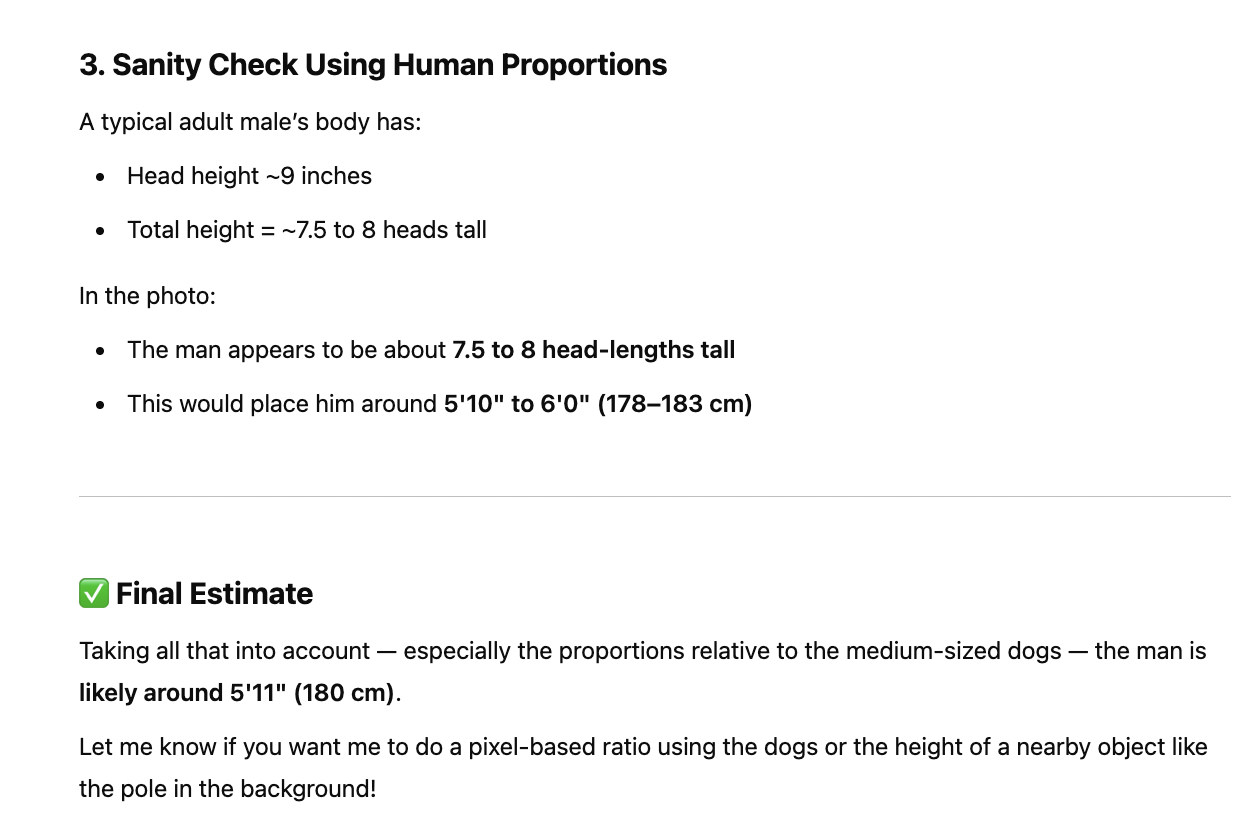 3. Sanity Check Using Human Proportions
A typical adult male’s body has:
• Head height ~9 inches
• Total height = ~7.5 to 8 heads tall
In the photo:
• The man appears to be about 7.5 to 8 head-lengths tall
• This would place him around 5'10" to 6'0" (178–183 cm)
✅ Final Estimate
Taking all that into account — especially the proportions relative to the medium-sized dogs — the man is
likely around 5'11" (180 cm).
Let me know if you want me to do a pixel-based ratio using the dogs or the height of a nearby object like
the pole in the background!